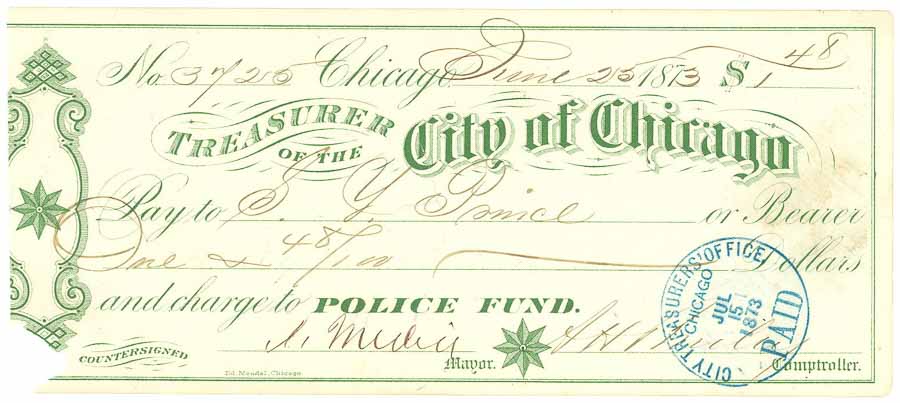 No. 3725 Chicago June 25 1873 $1 48
TREASURER OF THE City of Chicago
Pay to S. Y. Prince or Bearer
One & 48/100 Dollars
and charge to POLICE FUND.
COUNTERSIGNED
Mayor.
Comptroller.
Ed. Mendel, Chicago
CITY TREASURERS' OFFICE
CHICAGO
JUL
15
1873
PAID